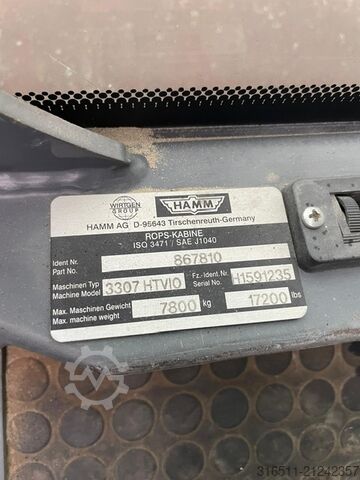 WIRTGEN GROUP
HAMM
HAMM AG D-95643 Tirschenreuth-Germany
ROPS-KABINE
ISO 3471 / SAE J1040
Ident Nr. 867810
Part No.
Maschinen Typ 3307 HTVIO Fz.-Ident Nr. H1591235
Machine Model Serial No.
Max. Maschinen Gewicht 7800 kg 17200 lbs
Max. machine weight
316511-21242357